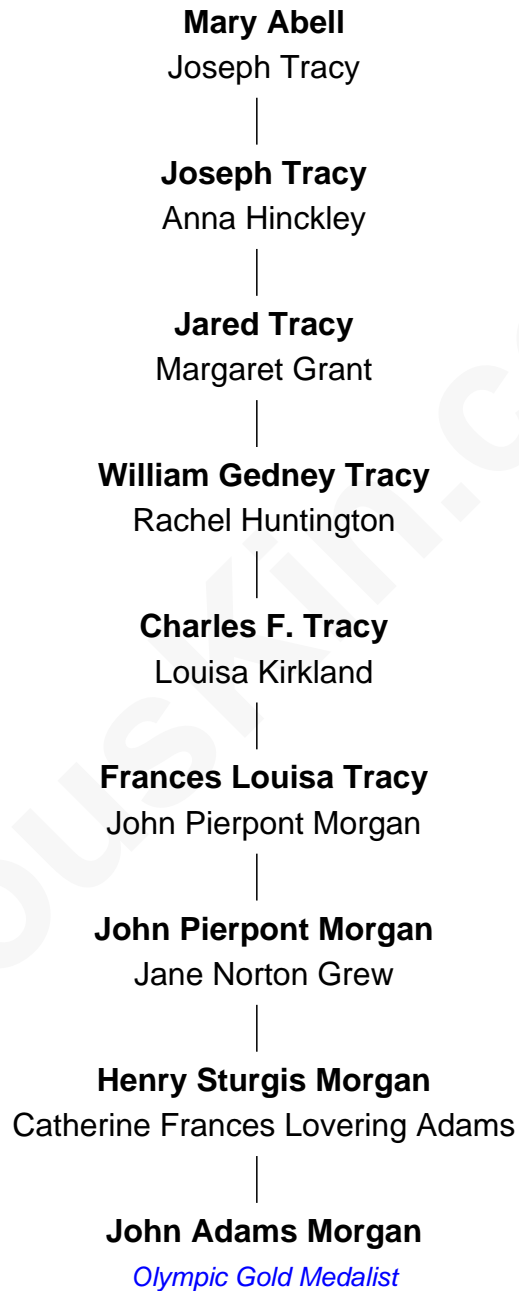 Mary Abell
Joseph Tracy
Joseph Tracy
Anna Hinckley
Jared Tracy
Margaret Grant
William Gedney Tracy
Rachel Huntington
Charles F. Tracy
Louisa Kirkland
Frances Louisa Tracy
John Pierpont Morgan
John Pierpont Morgan
Jane Norton Grew
Henry Sturgis Morgan
Catherine Frances Lovering Adams
John Adams Morgan
Olympic Gold Medalist